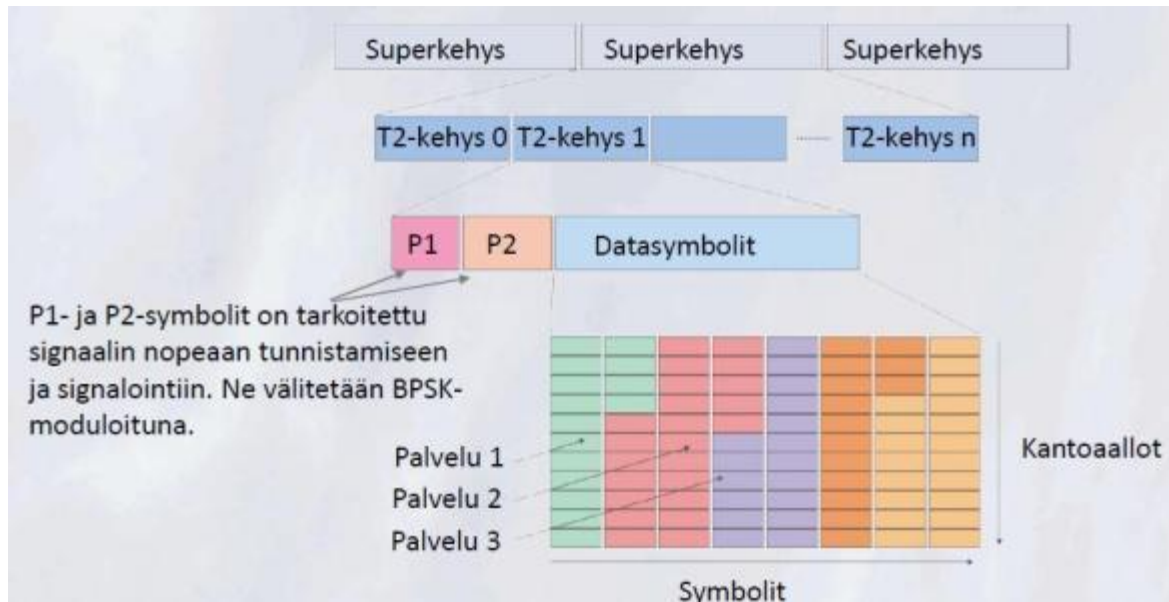 Superkehys Superkehys Superkehys
T2-kehys 0 T2-kehys 1 T2-kehys n
P1 P2 Datasymbolit
P1- ja P2-symbolit on tarkoitettu
signaalin nopeaan tunnistamiseen
ja signalointiin. Ne välitetään BPSK-
moduloituna.
Palvelu 1
Palvelu 2
Palvelu 3
Kantoaallot
Symbolit